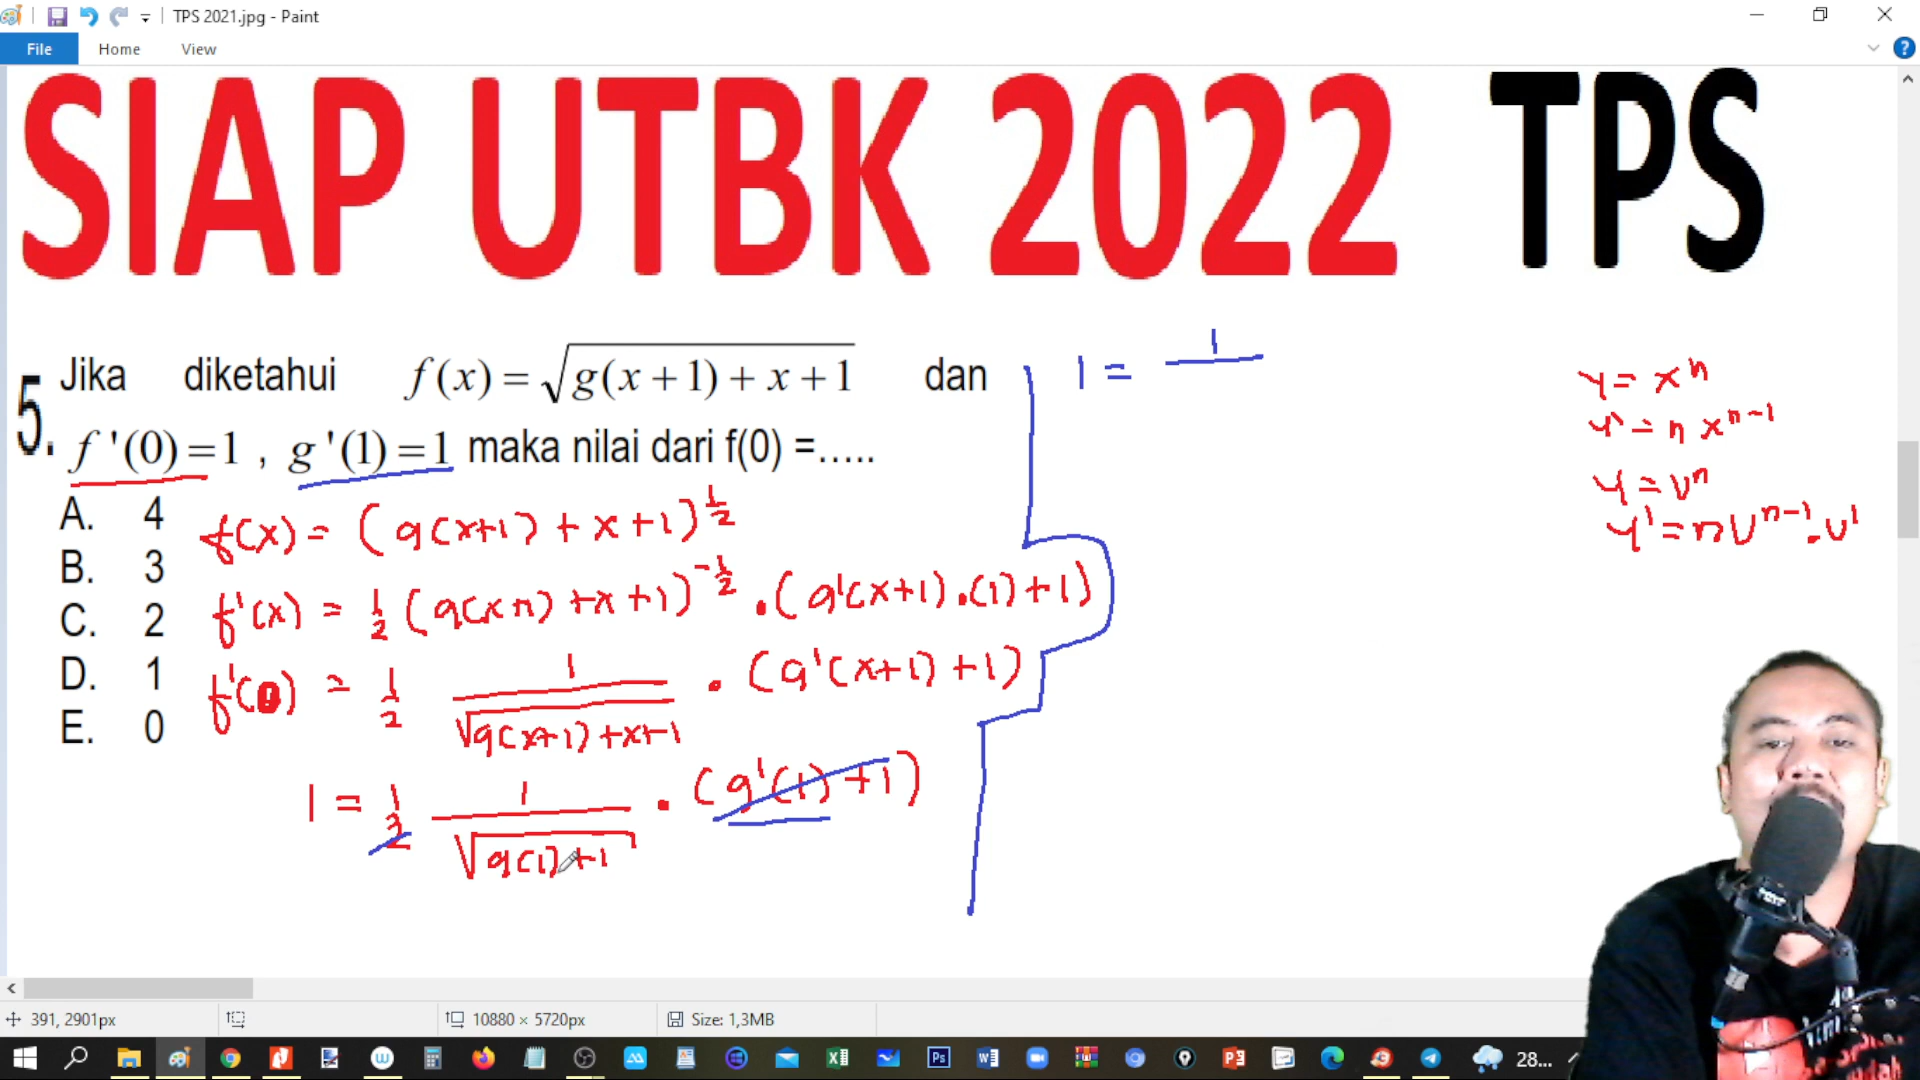 TPS 2021.jpg - Paint
File Home View
SIAP UTBK 2022 TPS
5. Jika diketahui f(x) = √(g(x+1) + x + 1) dan
f '(0) = 1 , g '(1) = 1 maka nilai dari f(0) =…..
A. 4
B. 3
C. 2
D. 1
E. 0
f(x) = (g(x+1) + x+1)^1/2
f'(x) = 1/2 (g(x+1) + x+1)^-1/2 . (g'(x+1).(1)+1)
f'(0) = 1/2 1/√(g(x+1)+x+1) . (g'(x+1)+1)
1 = 1/2 1/√(g(1)+1) . (g'(1)+1)
1 = 1/
y = x^n
y' = n x^n-1
y = U^n
y' = n U^n-1 . U'
391, 2901px
10880 × 5720px
Size: 1,3MB
28...